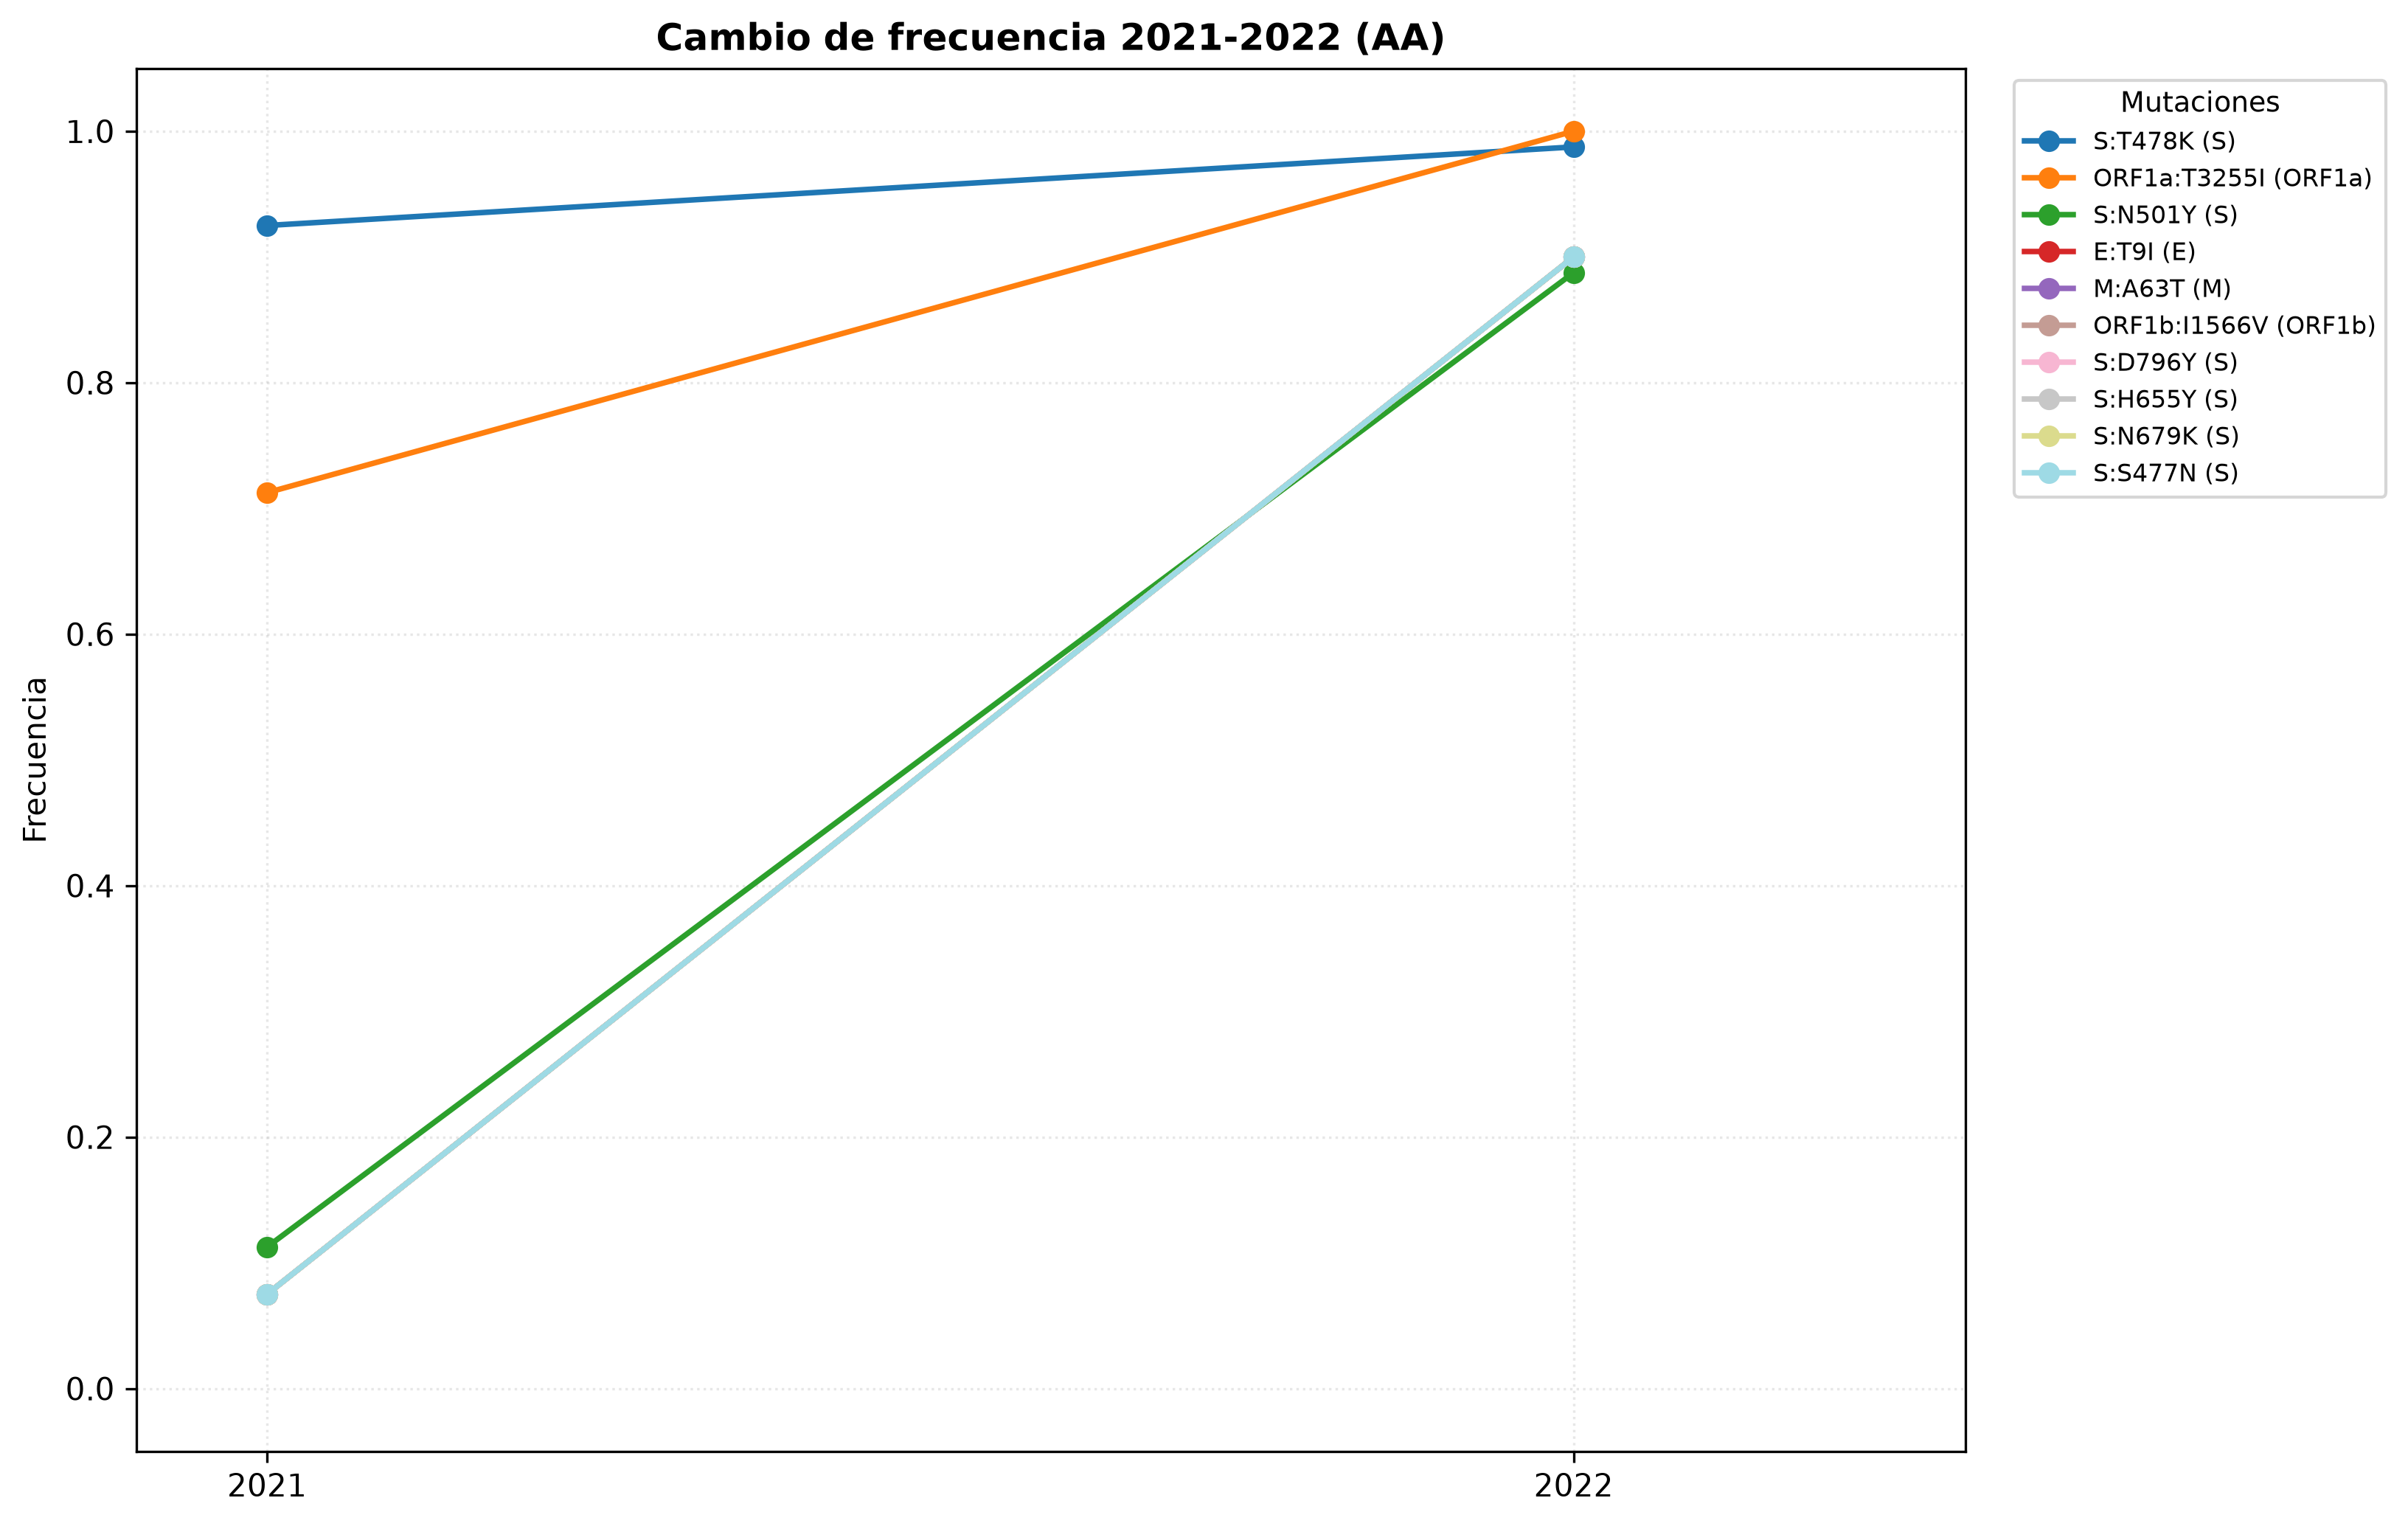 Cambio de frecuencia 2021-2022 (AA)
Frecuencia
1.0
0.8
0.6
0.4
0.2
0.0
2021
2022
Mutaciones
S:T478K (S)
ORF1a:T3255I (ORF1a)
S:N501Y (S)
E:T9I (E)
M:A63T (M)
ORF1b:I1566V (ORF1b)
S:D796Y (S)
S:H655Y (S)
S:N679K (S)
S:S477N (S)